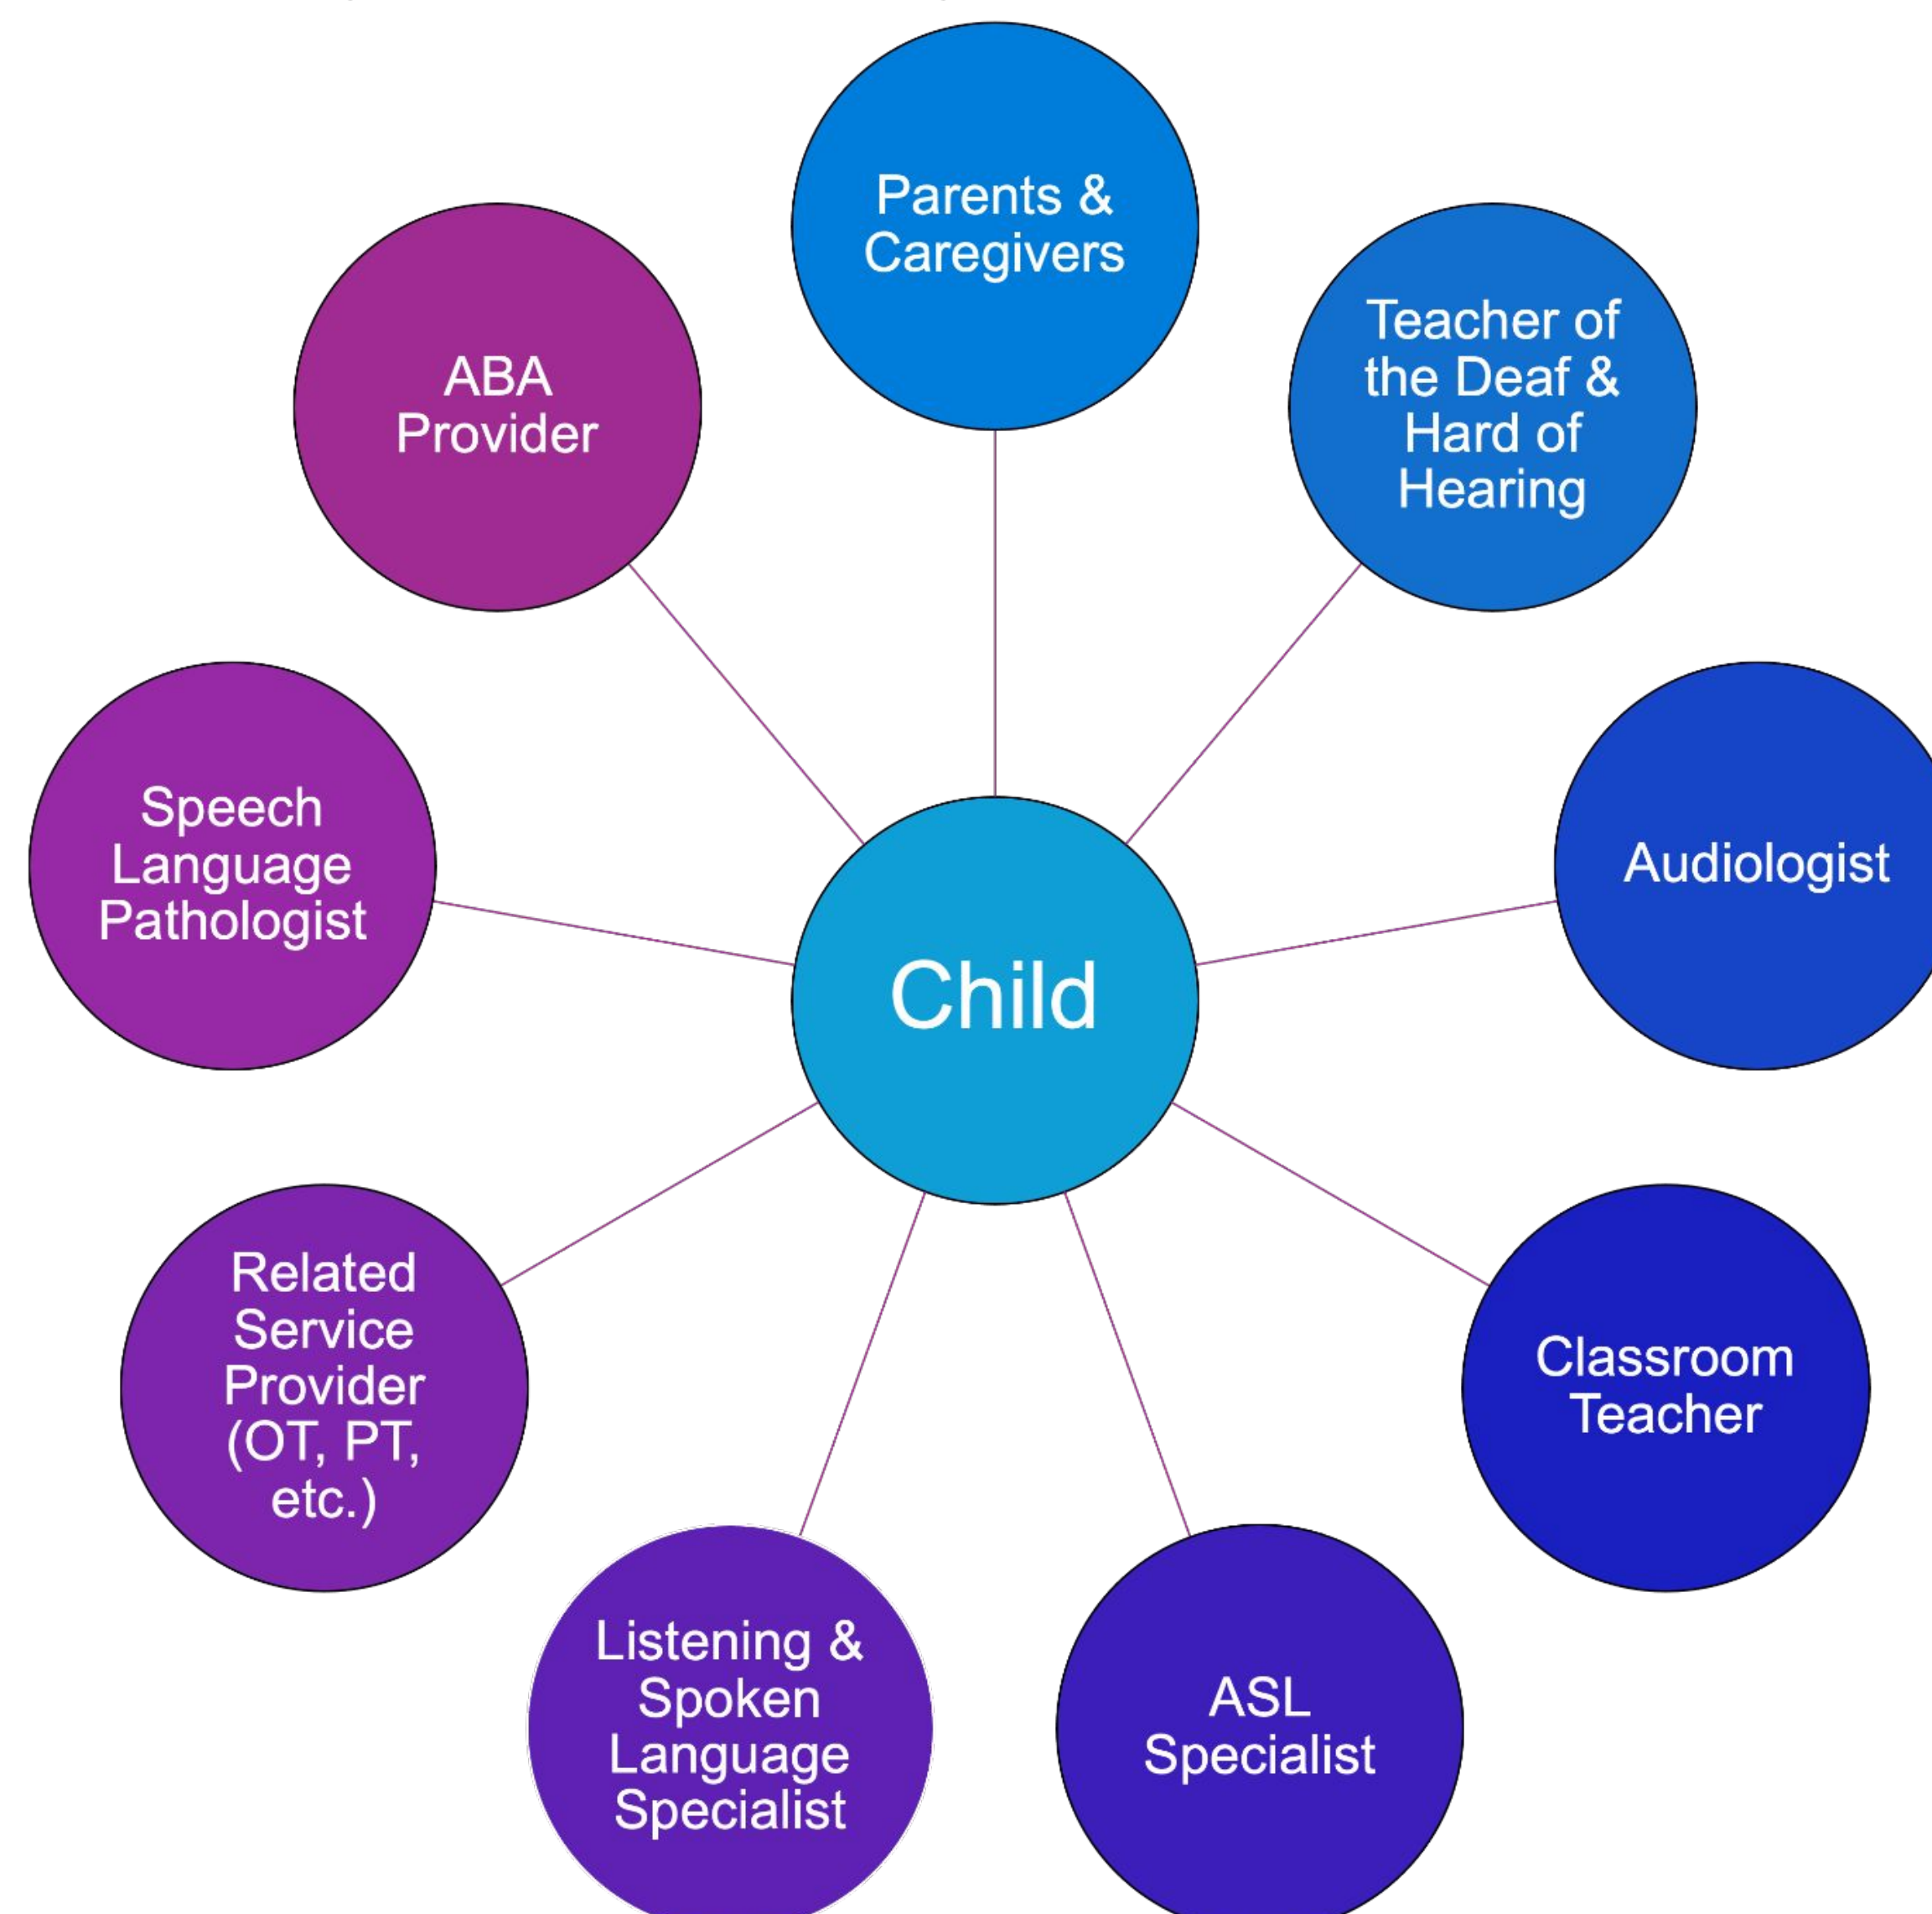 Parents &
Caregivers
Teacher of
the Deaf &
Hard of
Hearing
Audiologist
Classroom
Teacher
ASL
Specialist
Listening &
Spoken
Language
Specialist
Related
Service
Provider
(OT, PT,
etc.)
Speech
Language
Pathologist
ABA
Provider
Child